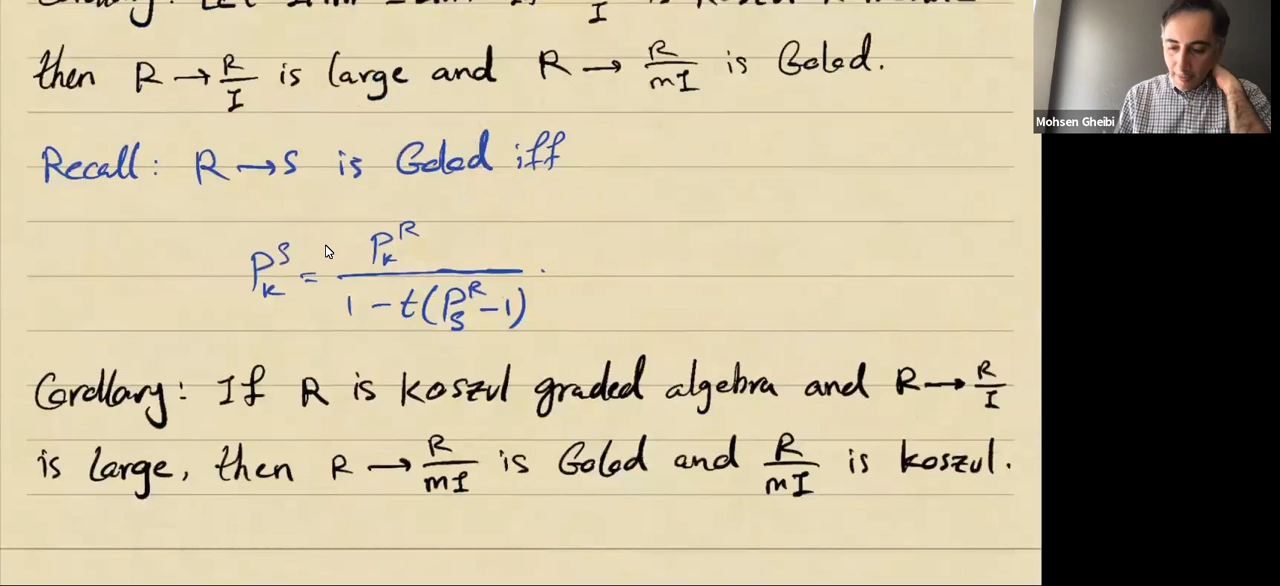 then R → R/I is large and R → R/mI is Golod.
Mohsen Gheibi
Recall: R → S is Golod iff
P_k^S = P_k^R / (1 - t(P_S^R - 1)) .
Corollary: If R is koszul graded algebra and R → R/I
is large, then R → R/mI is Golod and R/mI is koszul.